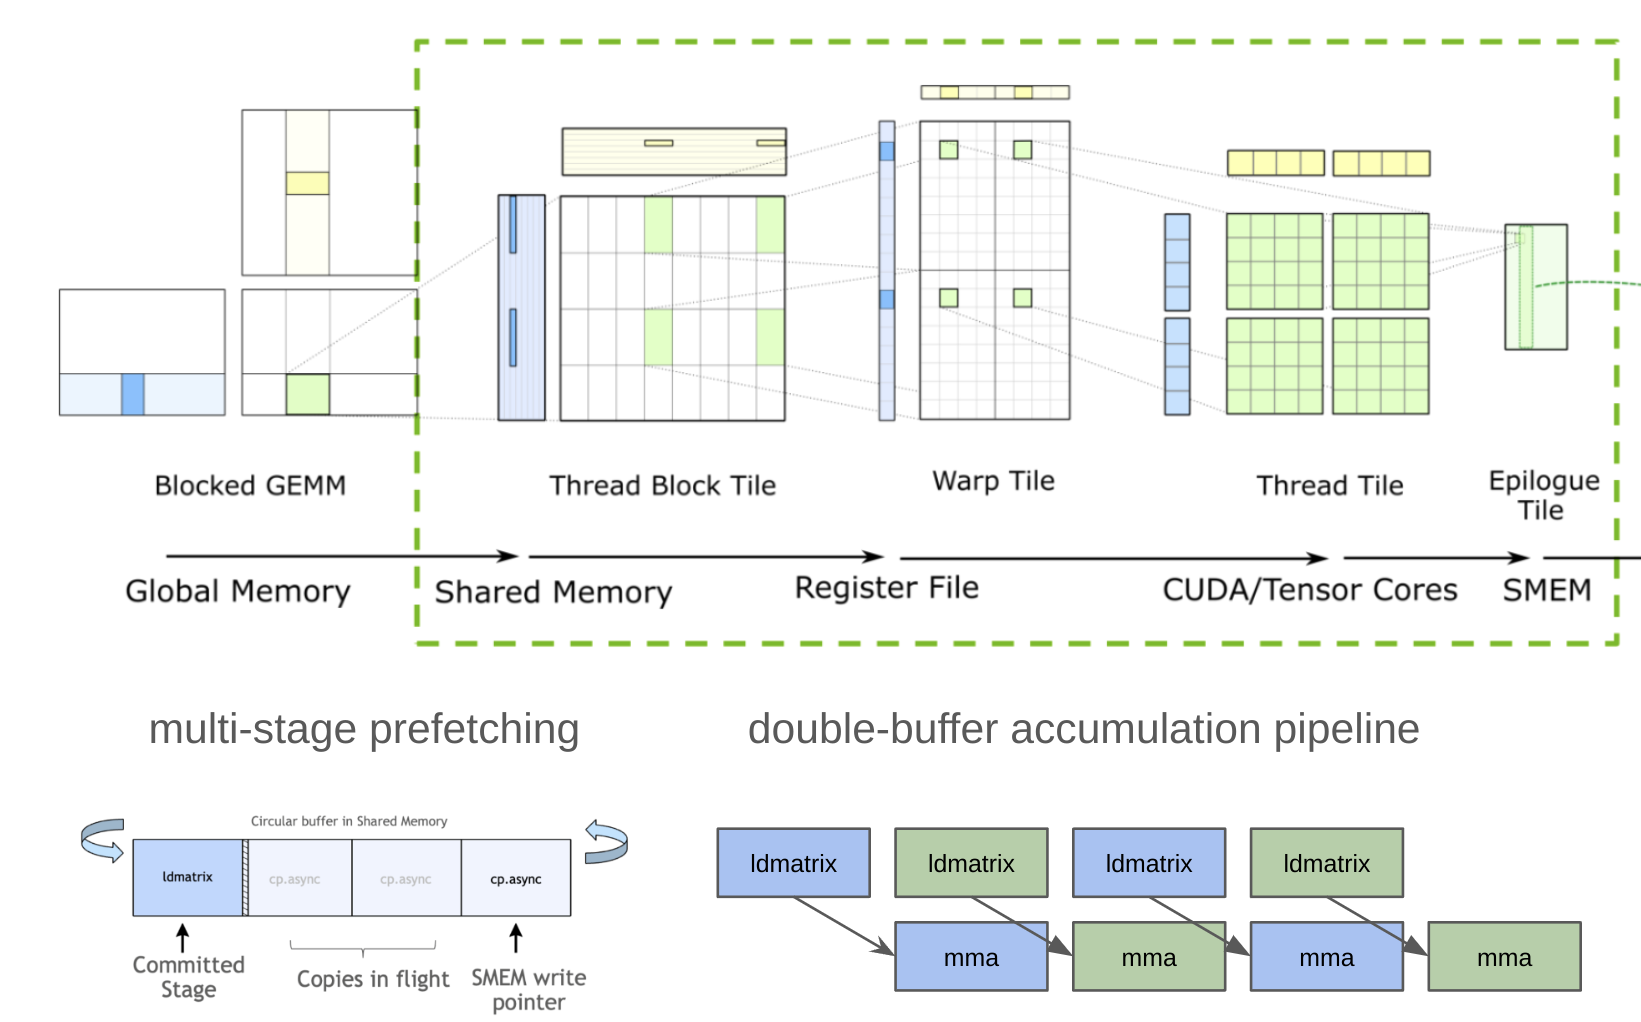 Blocked GEMM
Thread Block Tile
Warp Tile
Thread Tile
Epilogue
Tile
Global Memory
Shared Memory
Register File
CUDA/Tensor Cores
SMEM
multi-stage prefetching
double-buffer accumulation pipeline
Circular buffer in Shared Memory
ldmatrix
cp.async
cp.async
cp.async
Committed
Stage
Copies in flight
SMEM write
pointer
ldmatrix
ldmatrix
ldmatrix
ldmatrix
mma
mma
mma
mma